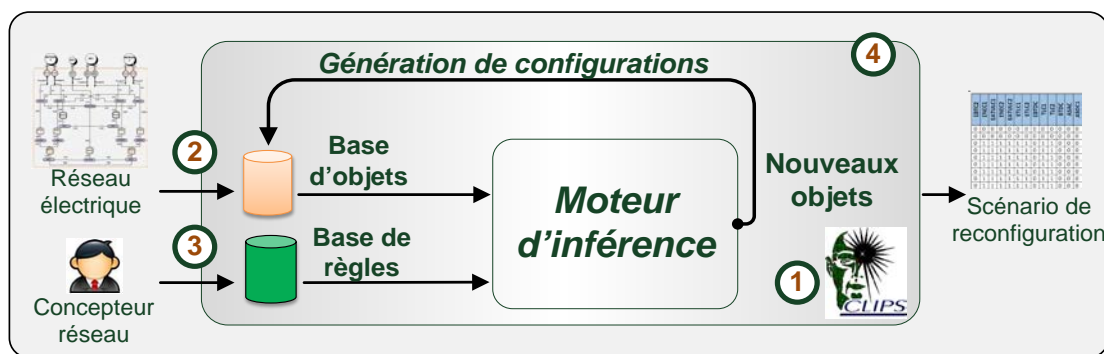 Génération de configurations
4
2
Réseau
électrique
Base
d'objets
Moteur
d'inférence
Nouveaux
objets
Scénario de
reconfiguration
3
Concepteur
réseau
Base de
règles
1
CLIPS